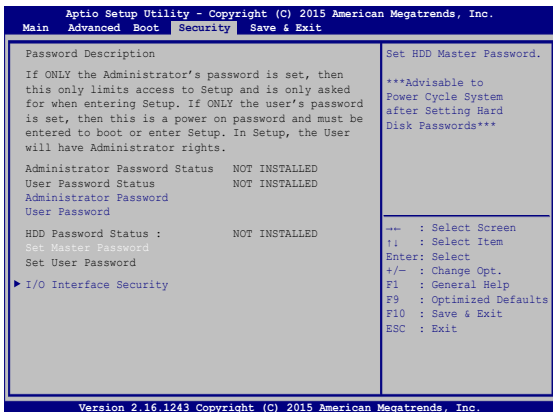 Aptio Setup Utility - Copyright (C) 2015 American Megatrends, Inc.
Main Advanced Boot Security Save & Exit
Password Description
If ONLY the Administrator's password is set, then
this only limits access to Setup and is only asked
for when entering Setup. If ONLY the user's password
is set, then this is a power on password and must be
entered to boot or enter Setup. In Setup, the User
will have Administrator rights.
Administrator Password Status NOT INSTALLED
User Password Status NOT INSTALLED
Administrator Password
User Password
HDD Password Status : NOT INSTALLED
Set Master Password
Set User Password
▶ I/O Interface Security
Set HDD Master Password.
***Advisable to
Power Cycle System
after Setting Hard
Disk Passwords***
→← : Select Screen
↑↓ : Select Item
Enter: Select
+/— : Change Opt.
F1 : General Help
F9 : Optimized Defaults
F10 : Save & Exit
ESC : Exit
Version 2.16.1243 Copyright (C) 2015 American Megatrends, Inc.